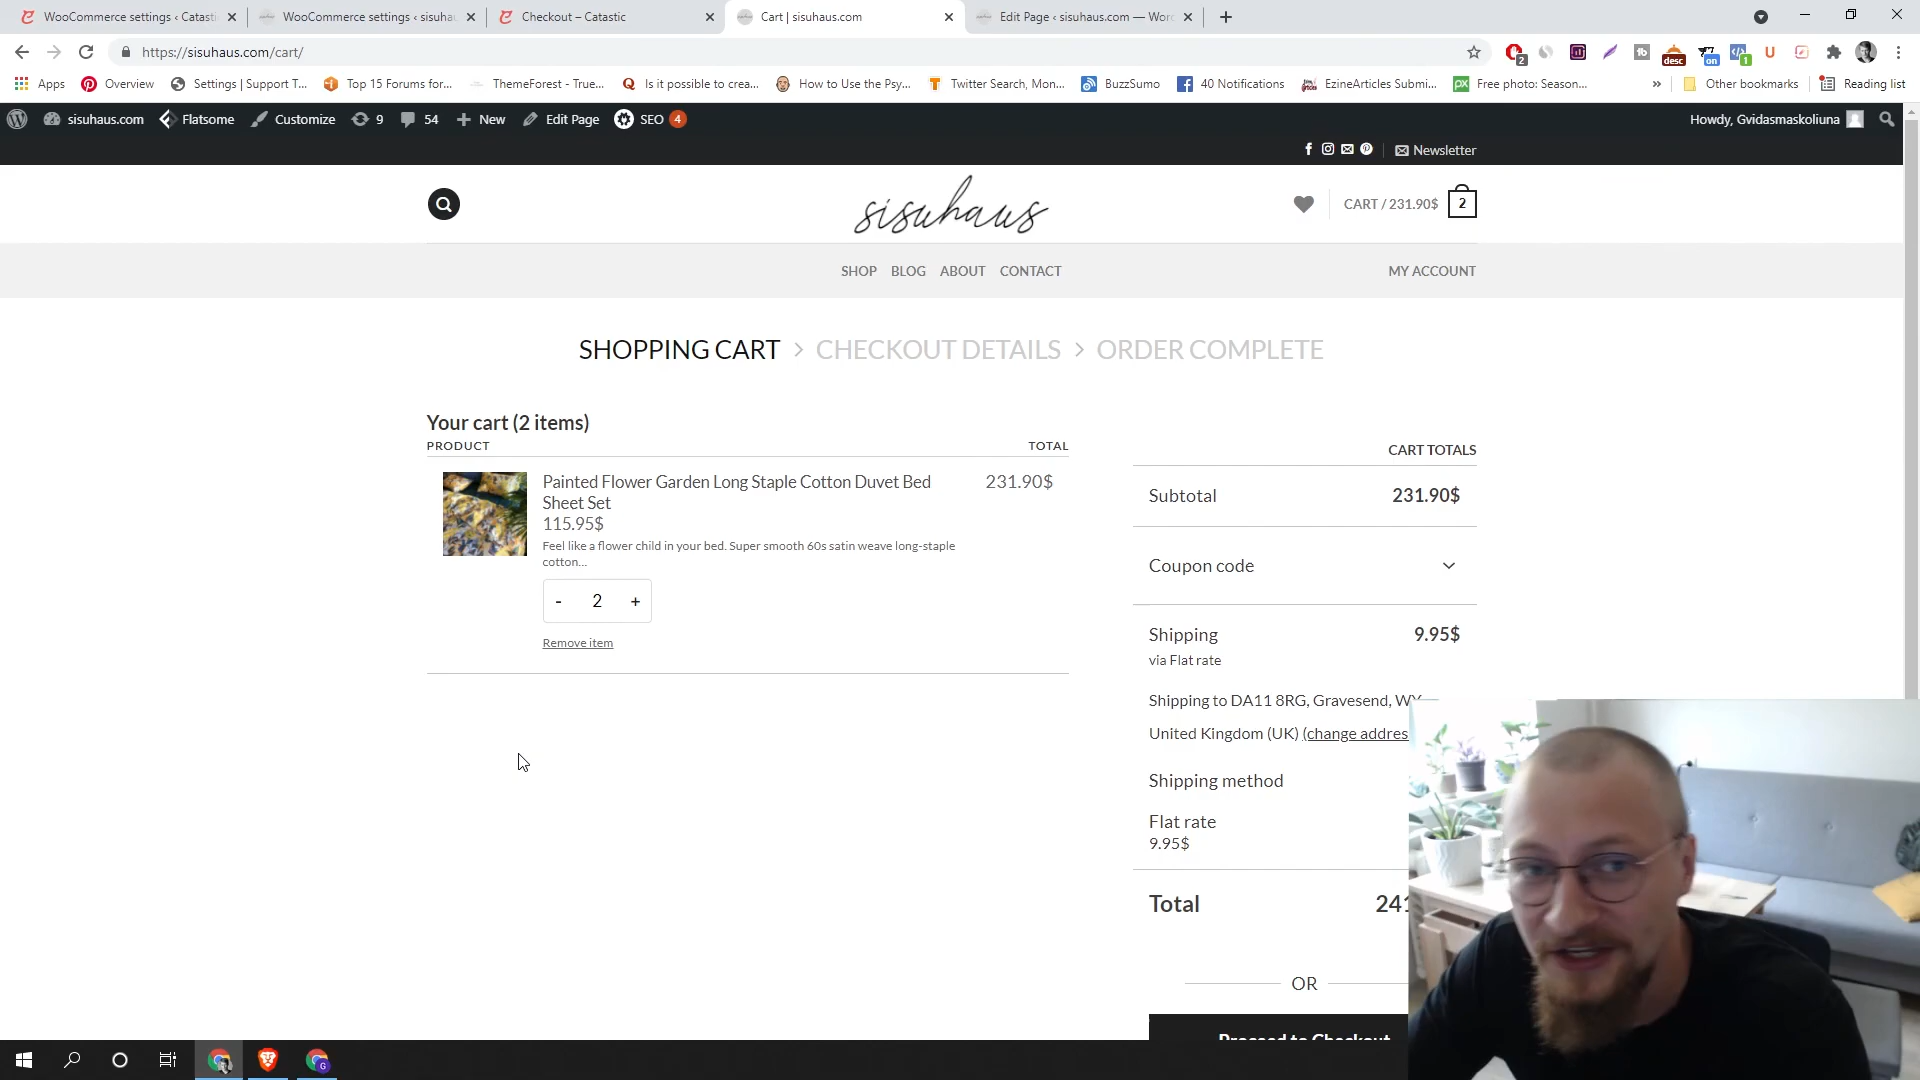 WooCommerce settings ‹ Catasti
WooCommerce settings ‹ sisuha
Checkout – Catastic
Cart | sisuhaus.com
Edit Page ‹ sisuhaus.com — Word
https://sisuhaus.com/cart/
Apps
Overview
Settings | Support T...
Top 15 Forums for...
ThemeForest - True...
Is it possible to crea...
How to Use the Psy...
Twitter Search, Mon...
BuzzSumo
40 Notifications
EzineArticles Submi...
Free photo: Season...
»
Other bookmarks
Reading list
sisuhaus.com
Flatsome
Customize
9
54
New
Edit Page
SEO
4
Howdy, Gvidasmaskoliuna
Newsletter
sisuhaus
CART / 231.90$
2
SHOP BLOG ABOUT CONTACT
MY ACCOUNT
SHOPPING CART > CHECKOUT DETAILS > ORDER COMPLETE
Your cart (2 items)
PRODUCT
TOTAL
Painted Flower Garden Long Staple Cotton Duvet Bed
Sheet Set
231.90$
115.95$
Feel like a flower child in your bed. Super smooth 60s satin weave long-staple
cotton...
- 2 +
Remove item
CART TOTALS
Subtotal 231.90$
Coupon code
Shipping 9.95$
via Flat rate
Shipping to DA11 8RG, Gravesend,
United Kingdom (UK) (change addres
Shipping method
Flat rate
9.95$
Total 241
OR
Proceed to Checkout